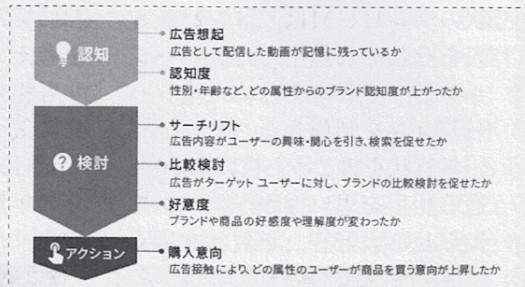 認知
広告想起
広告として配信した動画が記憶に残っているか
認知度
性別・年齢など、どの属性からのブランド認知度が上がったか
検討
サーチリフト
広告内容がユーザーの興味・関心を引き、検索を促せたか
比較検討
広告がターゲット ユーザーに対し、ブランドの比較検討を促せたか
好意度
ブランドや商品の好感度や理解度が変わったか
アクション
購入意向
広告接触により、どの属性のユーザーが商品を買う意向が上昇したか